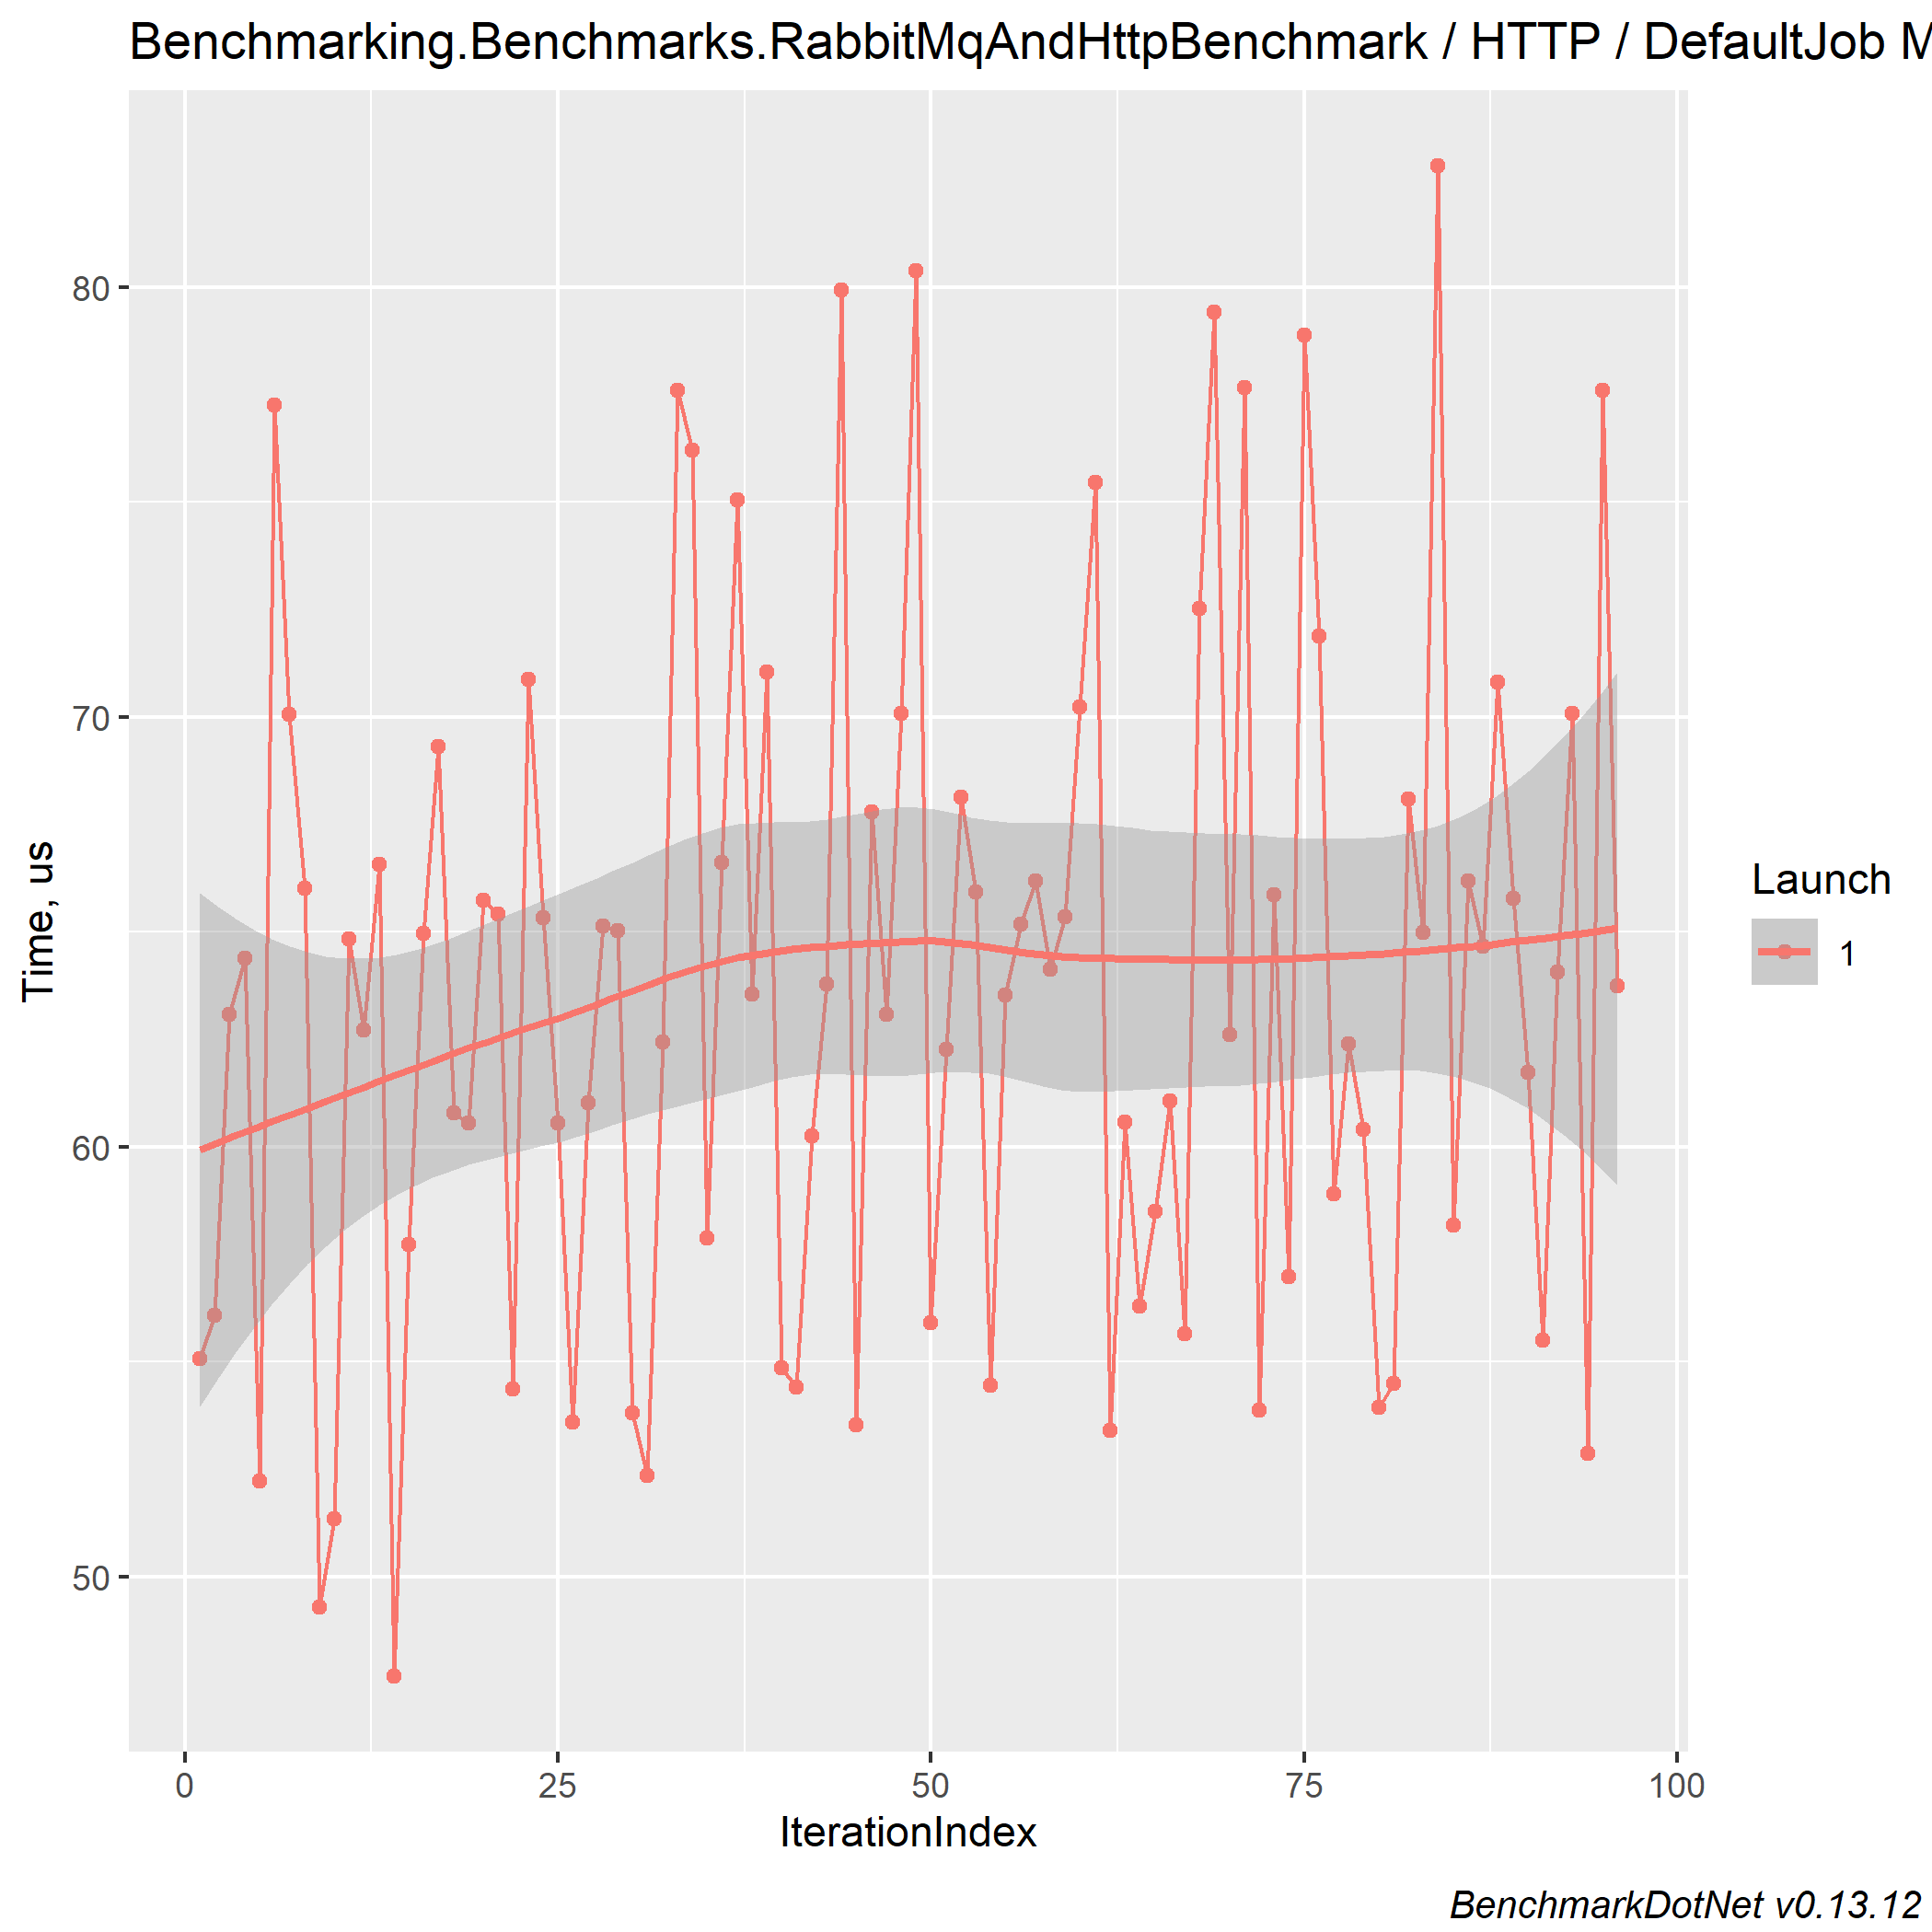 Benchmarking.Benchmarks.RabbitMqAndHttpBenchmark / HTTP / DefaultJob M
80
70
60
50
Time, us
0 25 50 75 100
IterationIndex
Launch
1
BenchmarkDotNet v0.13.12